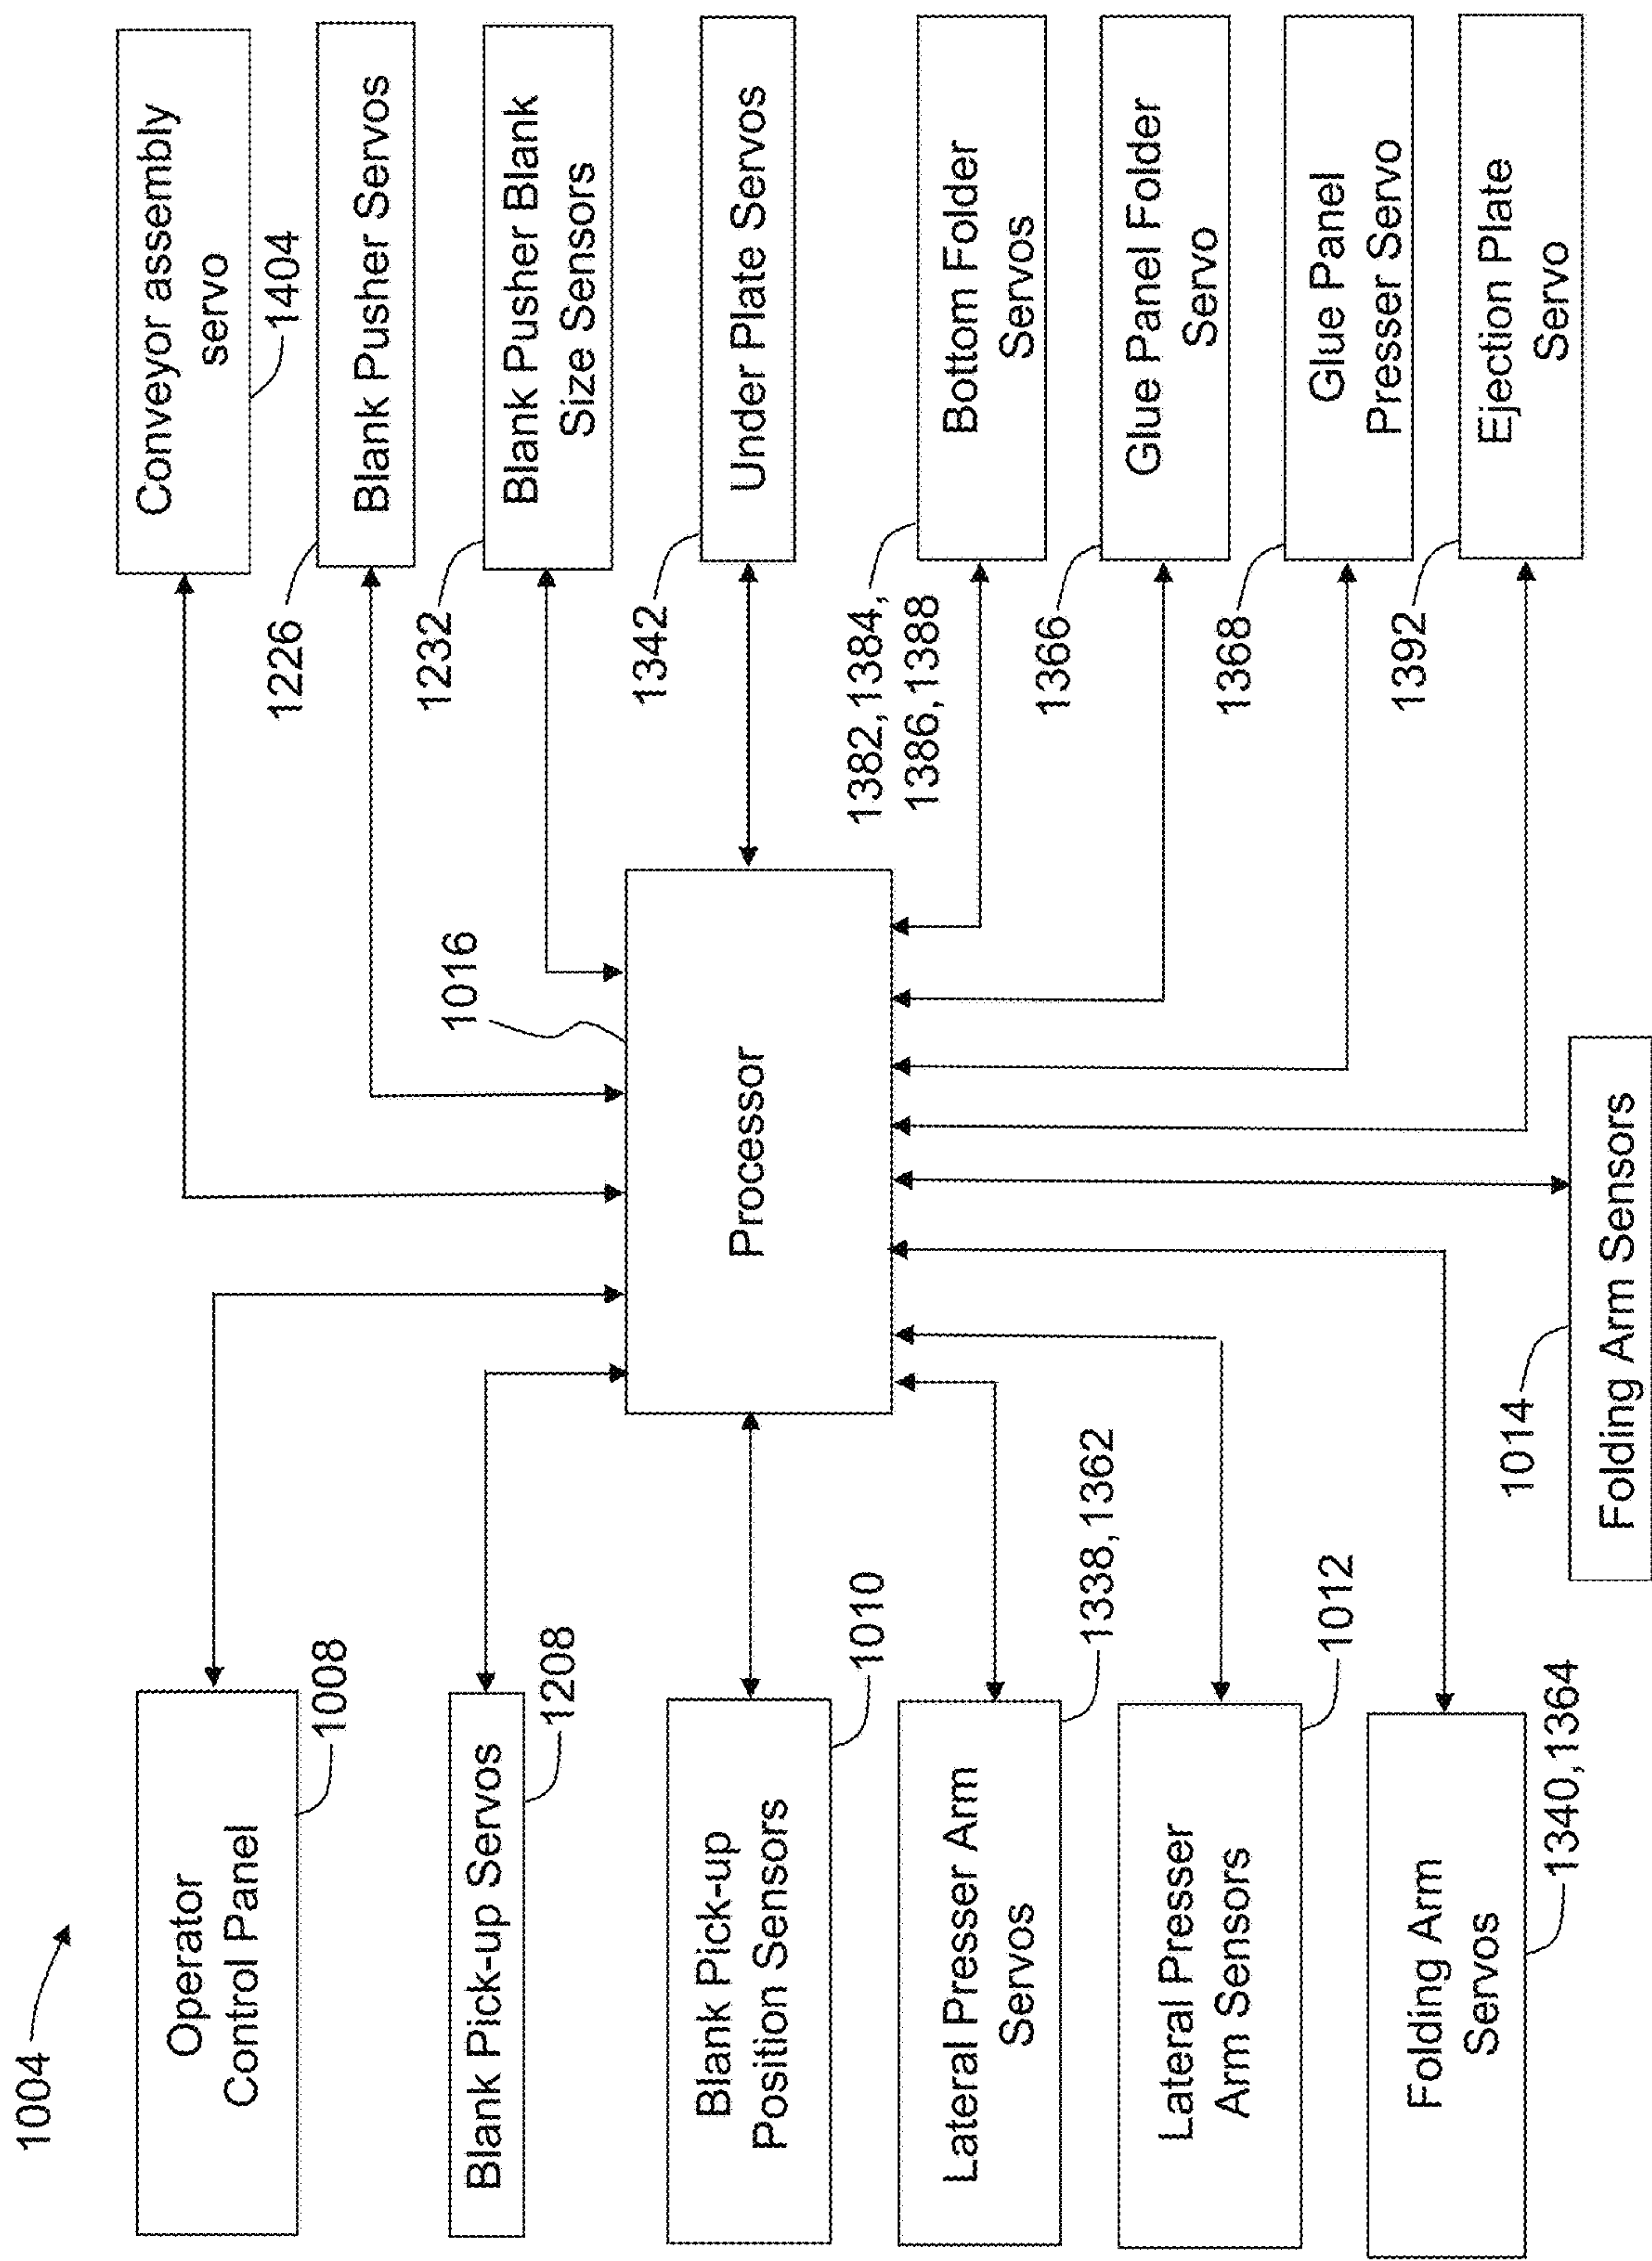 1004
Operator
Control Panel
1008
Blank Pick-up Servos
1208
Blank Pick-up
Position Sensors
1010
Lateral Presser Arm
Servos
1338,1362
Lateral Presser
Arm Sensors
1012
Folding Arm
Servos
1340,1364
Processor
1016
Folding Arm Sensors
1014
Conveyor assembly
servo
1404
Blank Pusher Servos
1226
Blank Pusher Blank
Size Sensors
1232
Under Plate Servos
1342
Bottom Folder
Servos
1382,1384,
1386,1388
Glue Panel Folder
Servo
1366
Glue Panel
Presser Servo
1368
Ejection Plate
Servo
1392